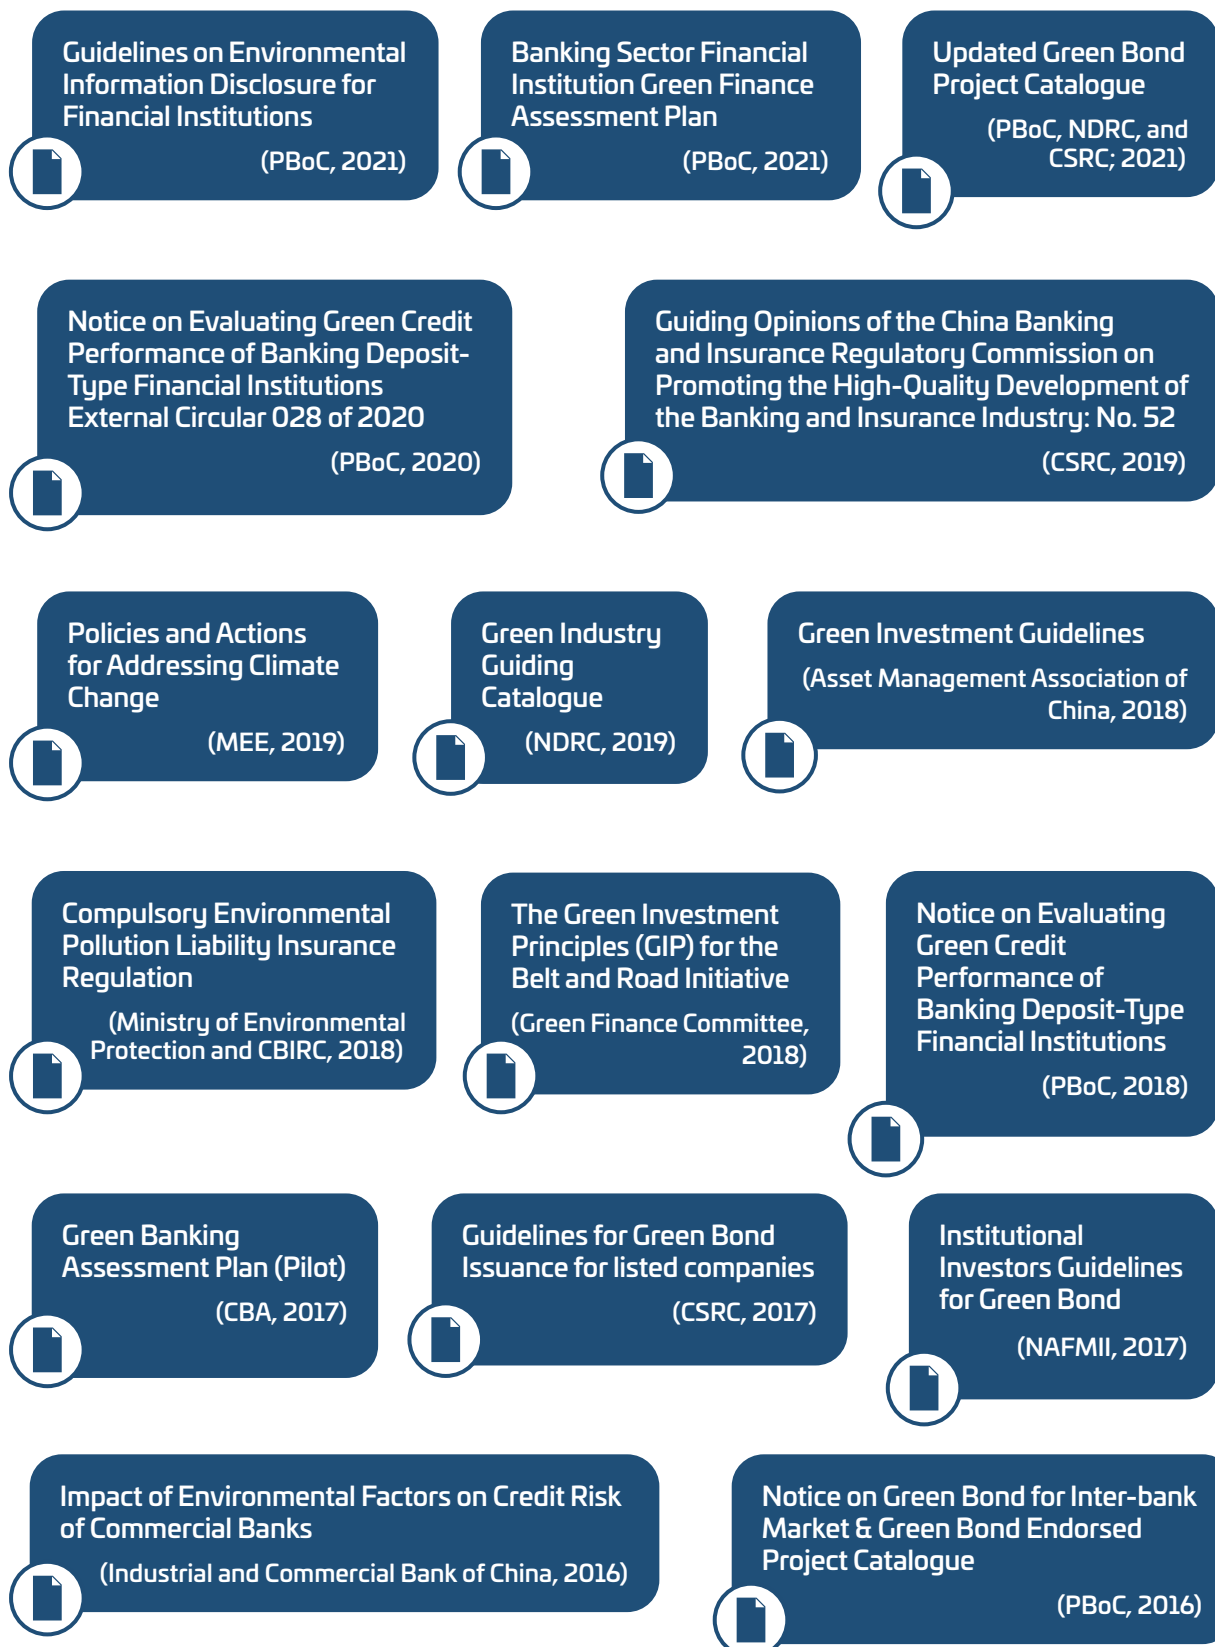 Guidelines on Environmental
Information Disclosure for
Financial Institutions
(PBoC, 2021)
Banking Sector Financial
Institution Green Finance
Assessment Plan
(PBoC, 2021)
Updated Green Bond
Project Catalogue
(PBoC, NDRC, and
CSRC; 2021)
Notice on Evaluating Green Credit
Performance of Banking Deposit-
Type Financial Institutions
External Circular 028 of 2020
(PBoC, 2020)
Guiding Opinions of the China Banking
and Insurance Regulatory Commission on
Promoting the High-Quality Development of
the Banking and Insurance Industry: No. 52
(CSRC, 2019)
Policies and Actions
for Addressing Climate
Change
(MEE, 2019)
Green Industry
Guiding
Catalogue
(NDRC, 2019)
Green Investment Guidelines
(Asset Management Association of
China, 2018)
Compulsory Environmental
Pollution Liability Insurance
Regulation
(Ministry of Environmental
Protection and CBIRC, 2018)
The Green Investment
Principles (GIP) for the
Belt and Road Initiative
(Green Finance Committee,
2018)
Notice on Evaluating
Green Credit
Performance of
Banking Deposit-Type
Financial Institutions
(PBoC, 2018)
Green Banking
Assessment Plan (Pilot)
(CBA, 2017)
Guidelines for Green Bond
Issuance for listed companies
(CSRC, 2017)
Institutional
Investors Guidelines
for Green Bond
(NAFMII, 2017)
Impact of Environmental Factors on Credit Risk
of Commercial Banks
(Industrial and Commercial Bank of China, 2016)
Notice on Green Bond for Inter-bank
Market & Green Bond Endorsed
Project Catalogue
(PBoC, 2016)